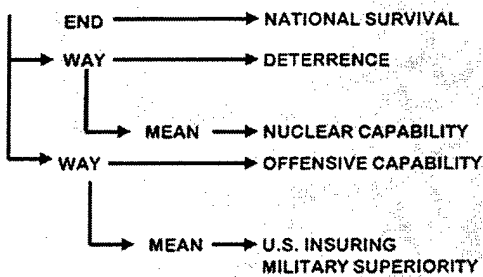 END NATIONAL SURVIVAL
WAY DETERRENCE
MEAN NUCLEAR CAPABILITY
WAY OFFENSIVE CAPABILITY
MEAN U.S. INSURING
MILITARY SUPERIORITY